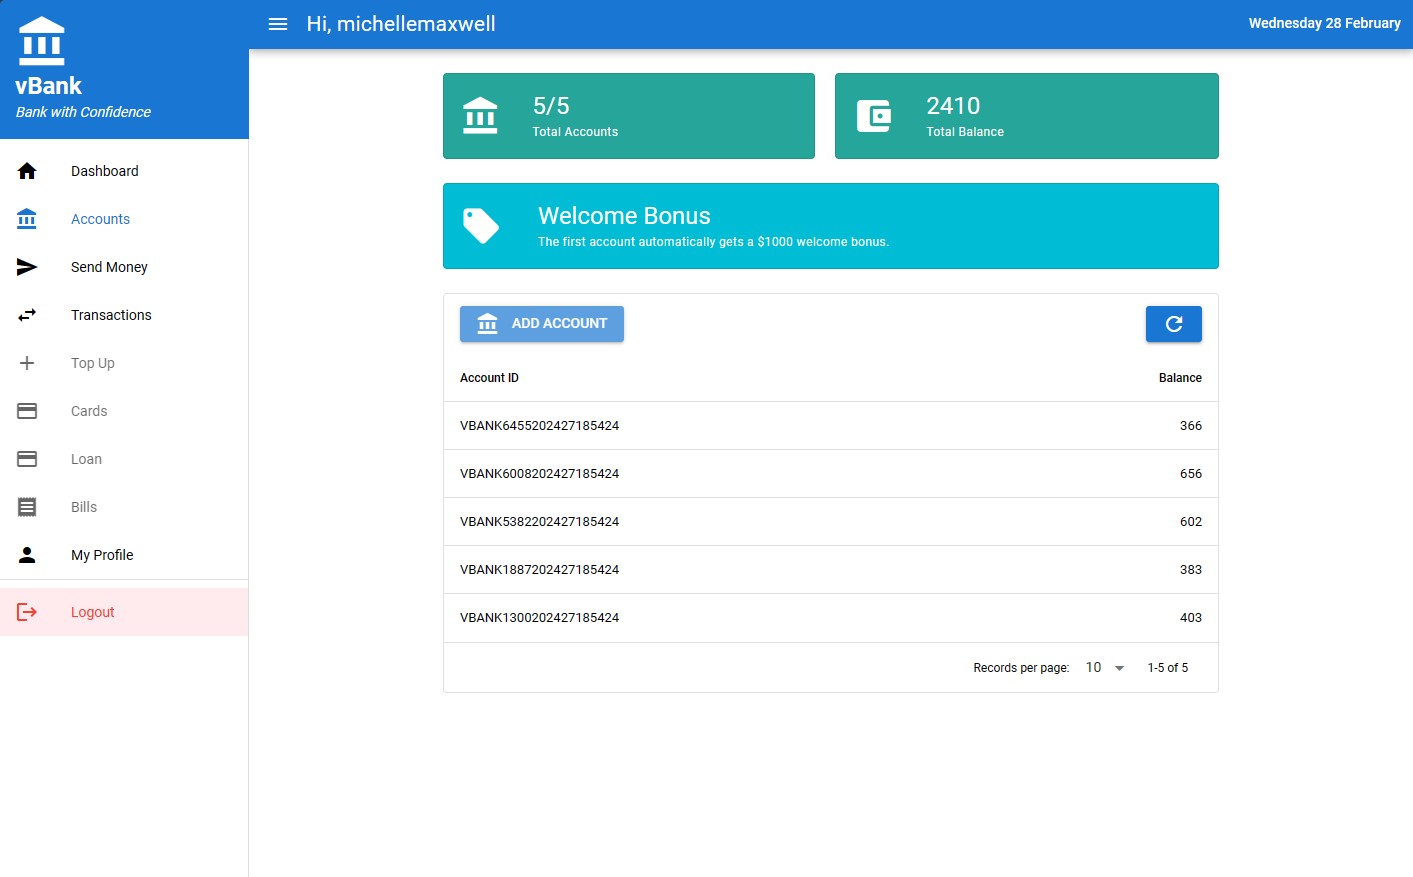 vBank
Bank with Confidence
Dashboard
Accounts
Send Money
Transactions
Top Up
Cards
Loan
Bills
My Profile
Logout
Hi, michellemaxwell
Wednesday 28 February
5/5
Total Accounts
2410
Total Balance
Welcome Bonus
The first account automatically gets a $1000 welcome bonus.
ADD ACCOUNT
Account ID Balance
VBANK6455202427185424 366
VBANK6008202427185424 656
VBANK5382202427185424 602
VBANK1887202427185424 383
VBANK1300202427185424 403
Records per page: 10 1-5 of 5